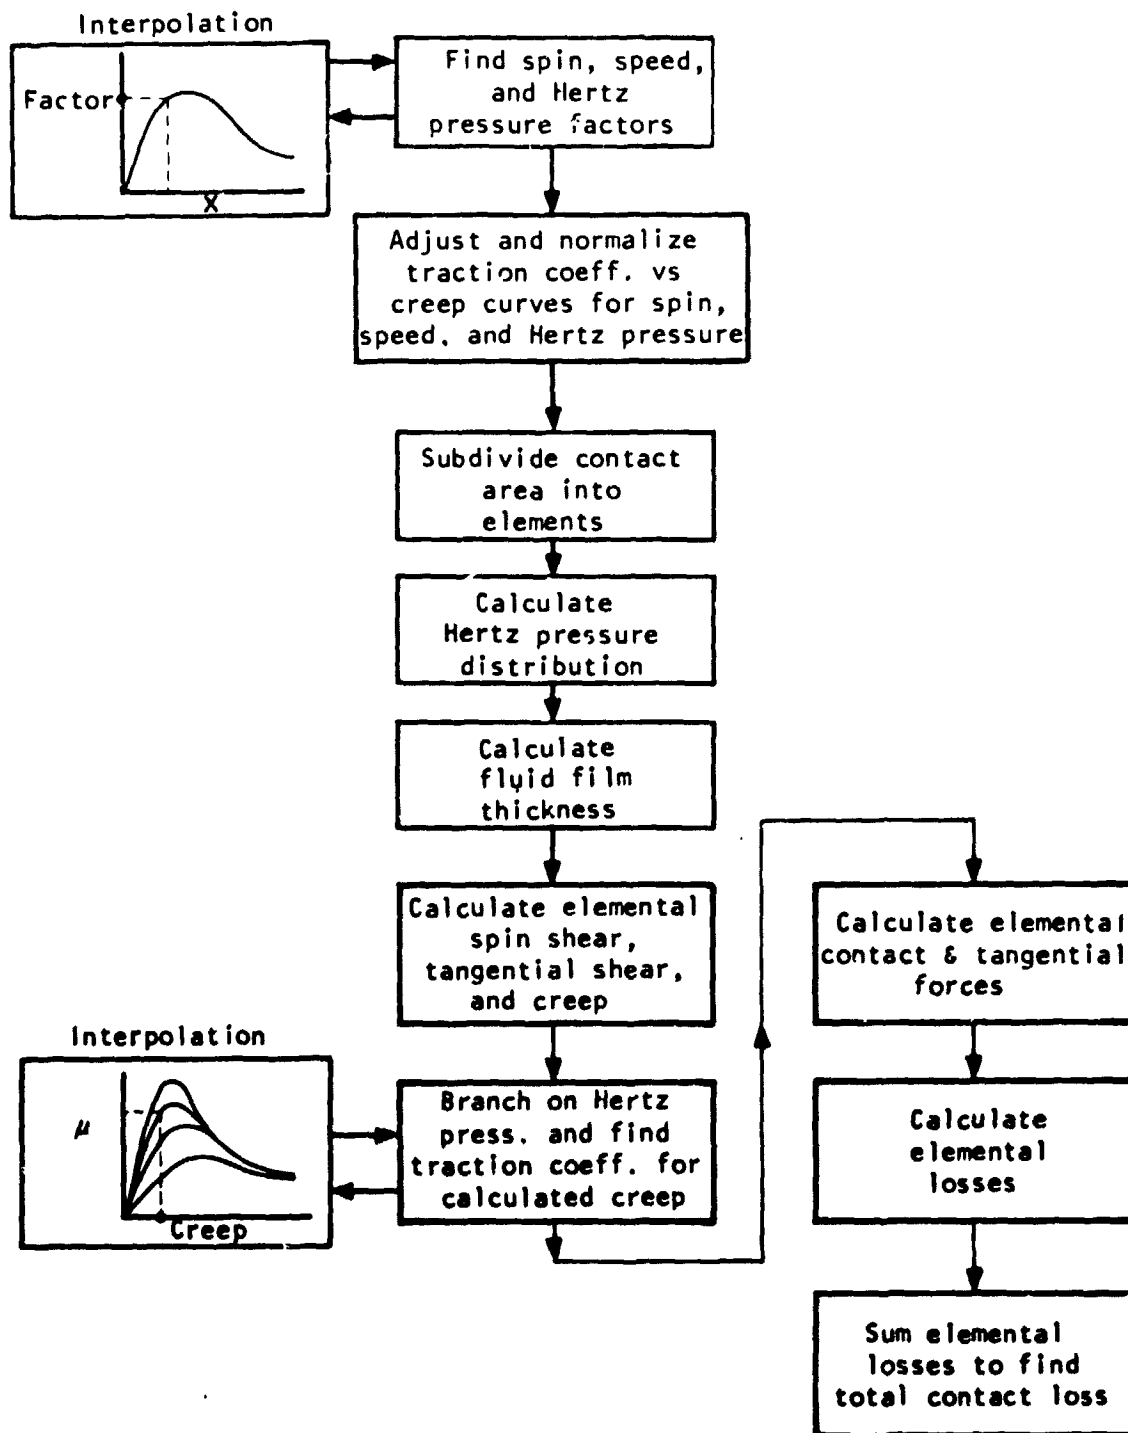 Interpolation
Factor
X
Find spin, speed,
and Hertz
pressure factors
Adjust and normalize
traction coeff. vs
creep curves for spin,
speed. and Hertz pressure
Subdivide contact
area into
elements
Calculate
Hertz pressure
distribution
Calculate
fluid film
thickness
Calculate elemental
spin shear,
tangential shear,
and creep
Interpolation
μ
Creep
Branch on Hertz
press. and find
traction coeff. for
calculated creep
Calculate elemental
contact & tangential
forces
Calculate
elemental
losses
Sum elemental
losses to find
total contact loss